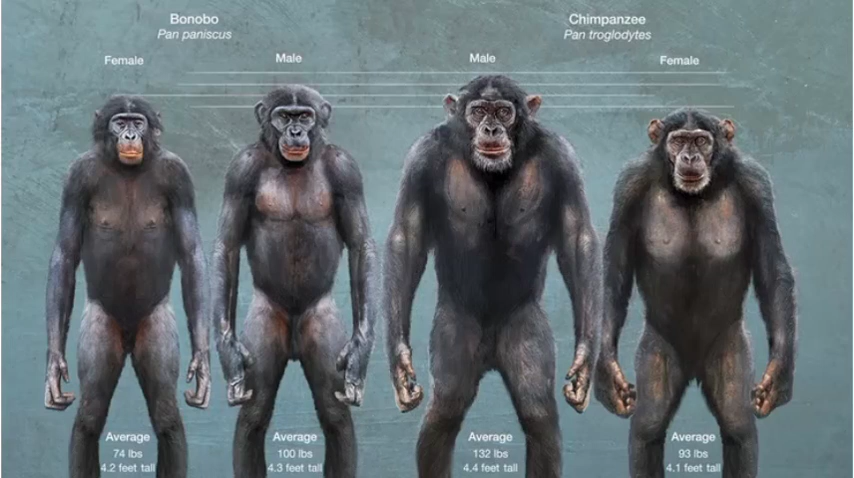 Bonobo
Pan paniscus
Chimpanzee
Pan troglodytes
Female
Male
Male
Female
Average
74 lbs
4.2 feet tall
Average
100 lbs
4.3 feet tall
Average
132 lbs
4.4 feet tall
Average
93 lbs
4.1 feet tall